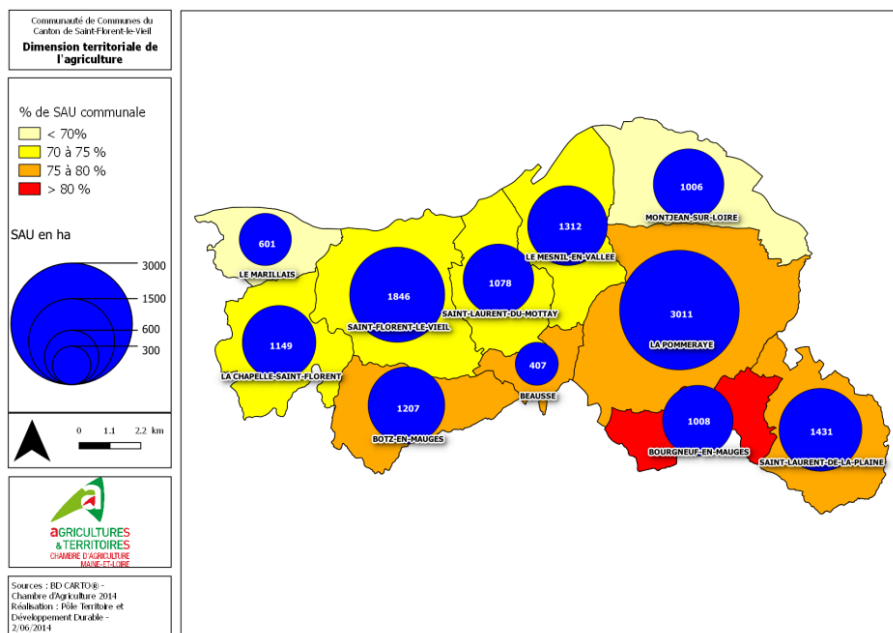 Communauté de Communes du
Canton de Saint-Florent-le-Vieil
Dimension territoriale de
l'agriculture
% de SAU communale
< 70%
70 à 75 %
75 à 80 %
> 80 %
SAU en ha
3000
1500
600
300
0 1.1 2.2 km
aGRICULTURES
& TERRITOIRES
CHAMBRE D'AGRICULTURE
MAINE-ET-LOIRE
Sources : BD CARTO® -
Chambre d'Agriculture 2014
Réalisation : Pôle Territoire et
Développement Durable -
2/06/2014
1006
MONTJEAN-SUR-LOIRE
601
LE MARILLAIS
1312
LE MESNIL-EN-VALLEE
1078
SAINT-LAURENT-DU-MOTTAY
1846
SAINT-FLORENT-LE-VIEIL
3011
LA POMMERAYE
1149
LA CHAPELLE-SAINT-FLORENT
407
BEAUSSE
1207
BOTZ-EN-MAUGES
1008
BOURGNEUF-EN-MAUGES
1431
SAINT-LAURENT-DE-LA-PLAINE